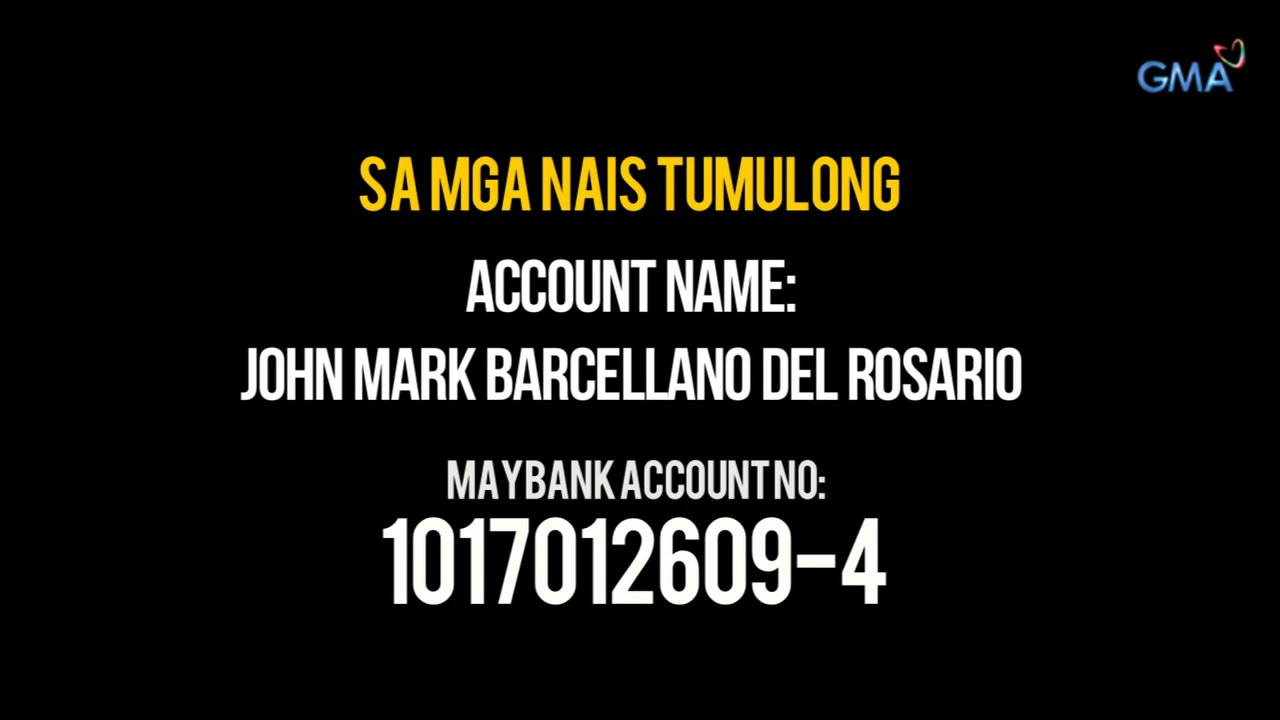 GMA
SA MGA NAIS TUMULONG
ACCOUNT NAME:
JOHN MARK BARCELLANO DEL ROSARIO
MAYBANK ACCOUNT NO:
1017012609-4